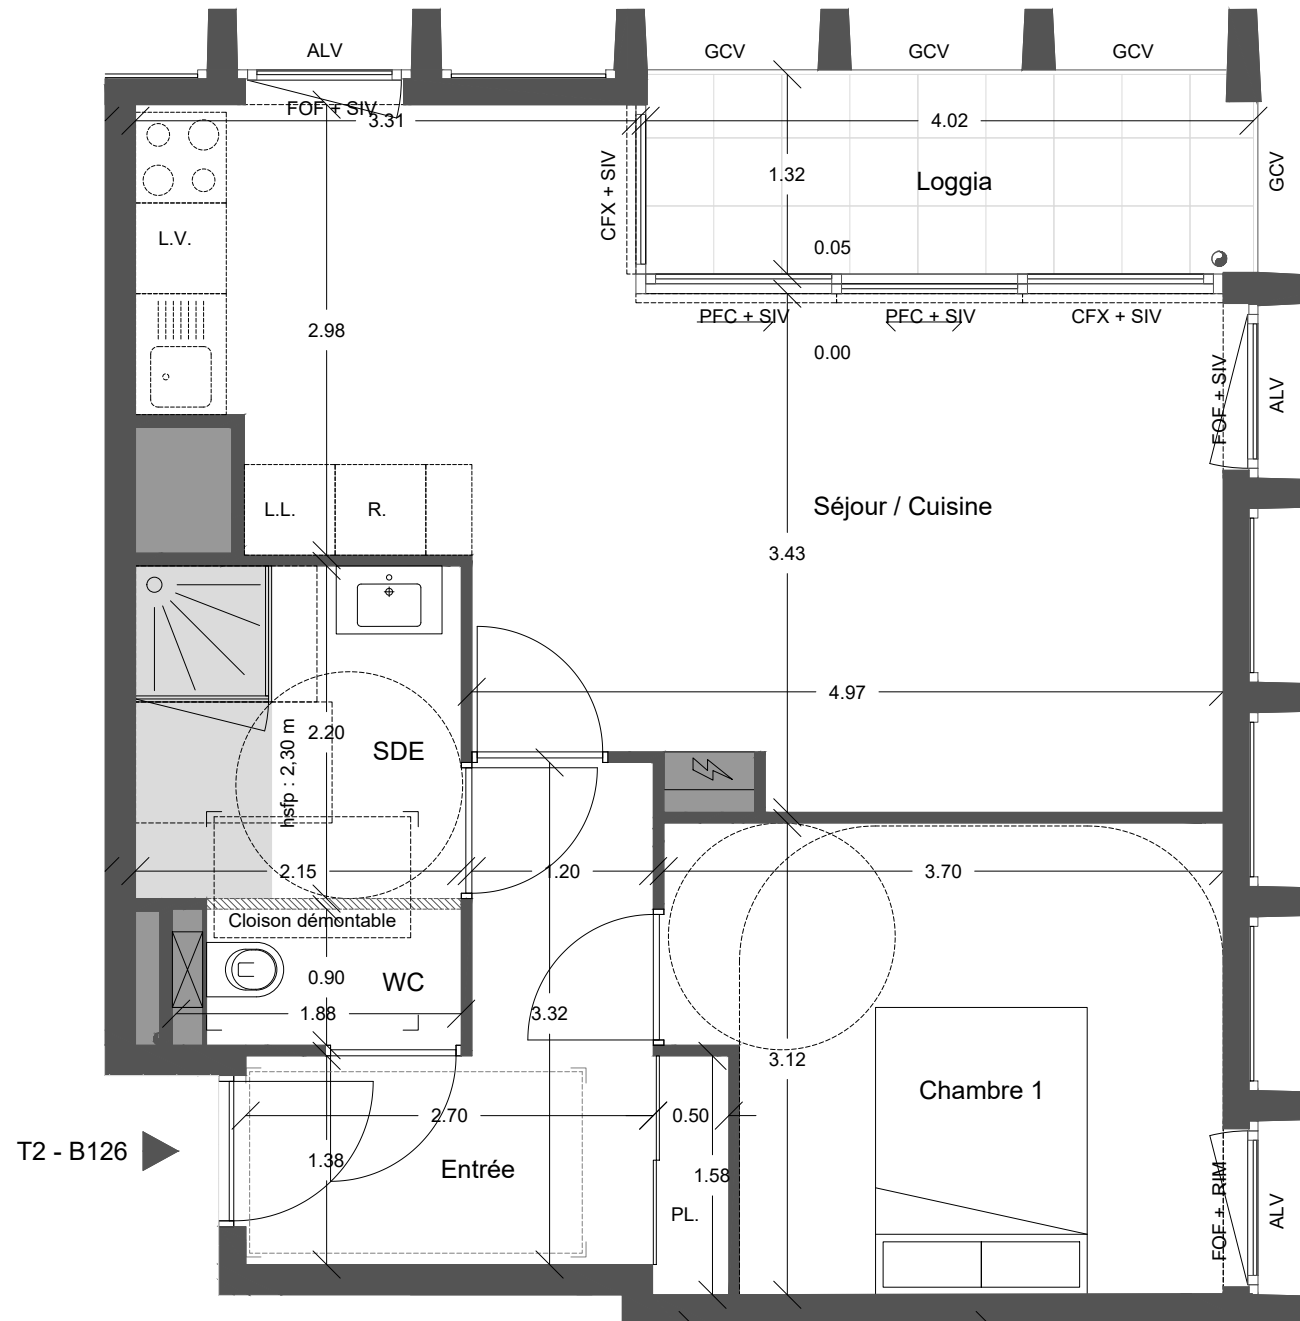 ALV
GCV
GCV
GCV
FOF + SIV
3.31
4.02
CFX + SIV
1.32
Loggia
GCV
L.V.
0.05
2.98
PFC + SIV
PFC + SIV
CFX + SIV
0.00
FOF + SIV
ALV
L.L.
R.
Séjour / Cuisine
3.43
4.97
2.20
SDE
hsfp : 2,30 m
2.15
1.20
3.70
Cloison démontable
0.90
WC
1.88
3.32
3.12
Chambre 1
2.70
0.50
T2 - B126
1.38
Entrée
1.58
PL.
FOF + RIM
ALV